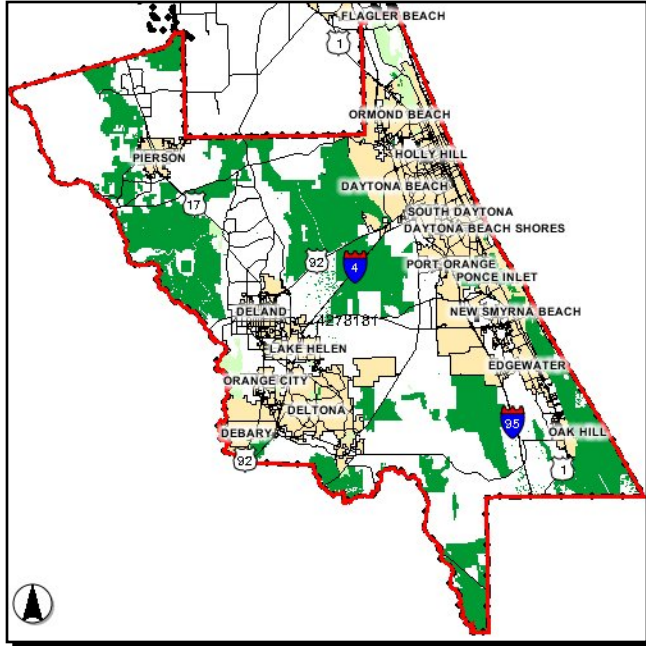 FLAGLER BEACH
1
ORMOND BEACH
HOLLY HILL
PIERSON
DAYTONA BEACH
17
SOUTH DAYTONA
DAYTONA BEACH SHORES
92
4
PORT ORANGE
PONCE INLET
DELAND
4278181
NEW SMYRNA BEACH
LAKE HELEN
EDGEWATER
ORANGE CITY
DELTONA
95
DEBARY
OAK HILL
92
1